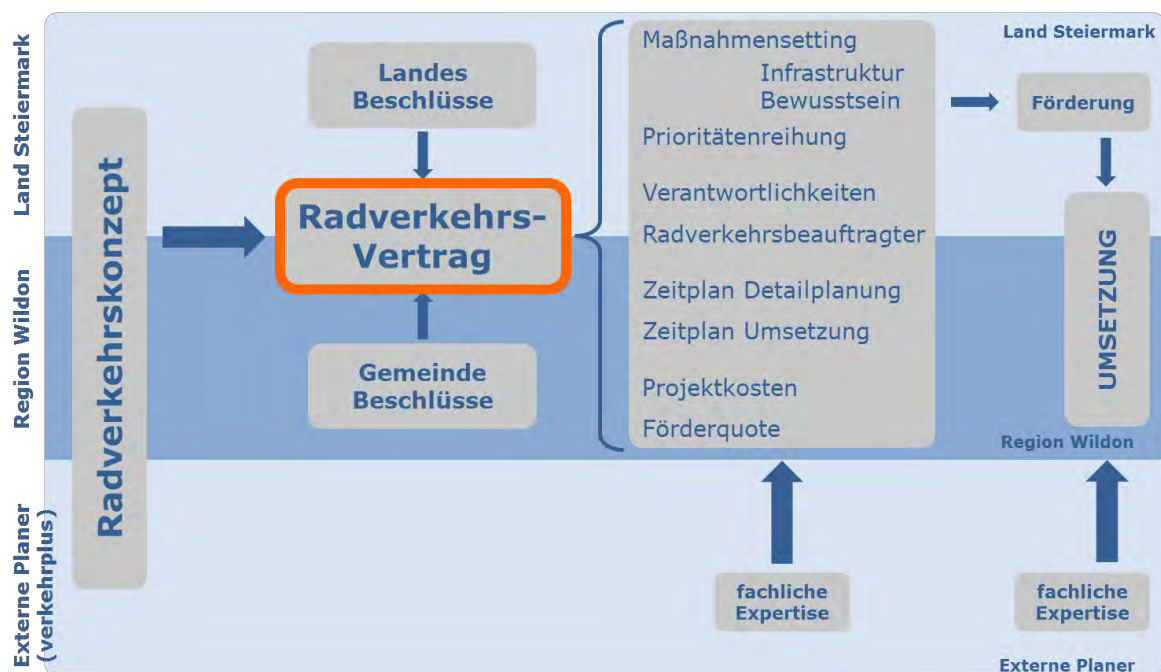 Land Steiermark
Region Wildon
Externe Planer
(verkehrplus)
Radverkehrskonzept
Landes
Beschlüsse
Radverkehrs-
Vertrag
Gemeinde
Beschlüsse
Maßnahmensetting
Infrastruktur
Bewusstsein
Prioritätenreihung
Verantwortlichkeiten
Radverkehrsbeauftragter
Zeitplan Detailplanung
Zeitplan Umsetzung
Projektkosten
Förderquote
fachliche
Expertise
Land Steiermark
Förderung
UMSETZUNG
Region Wildon
fachliche
Expertise
Externe Planer